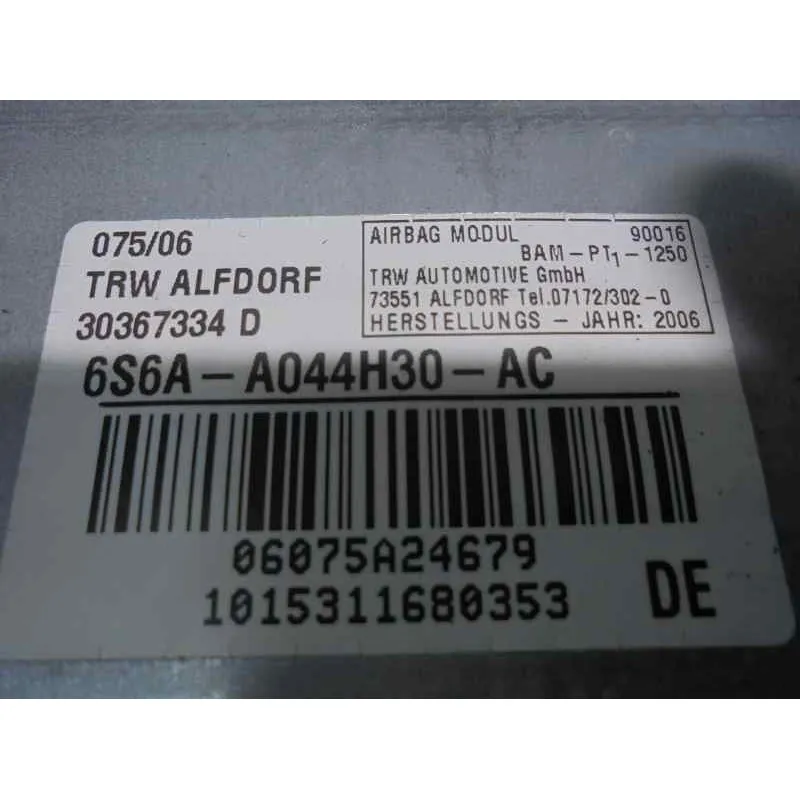 075/06
TRW ALFDORF
30367334 D
AIRBAG MODUL 90016
BAM-PT1-1250
TRW AUTOMOTIVE GmbH
73551 ALFDORF Tel.07172/302-0
HERSTELLUNGS - JAHR: 2006
6S6A-A044H30-AC
06075A24679
1015311680353
DE